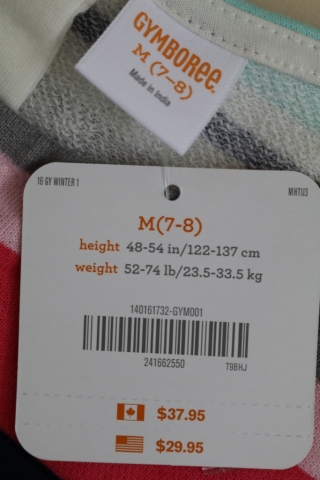 GYMBOREE.
M (7-8)
Made in India
16 GY WINTER 1
MHTU3
M(7-8)
height 48-54 in/122-137 cm
weight 52-74 lb/23.5-33.5 kg
140161732-GYM001
241662550
T9BHJ
$37.95
$29.95